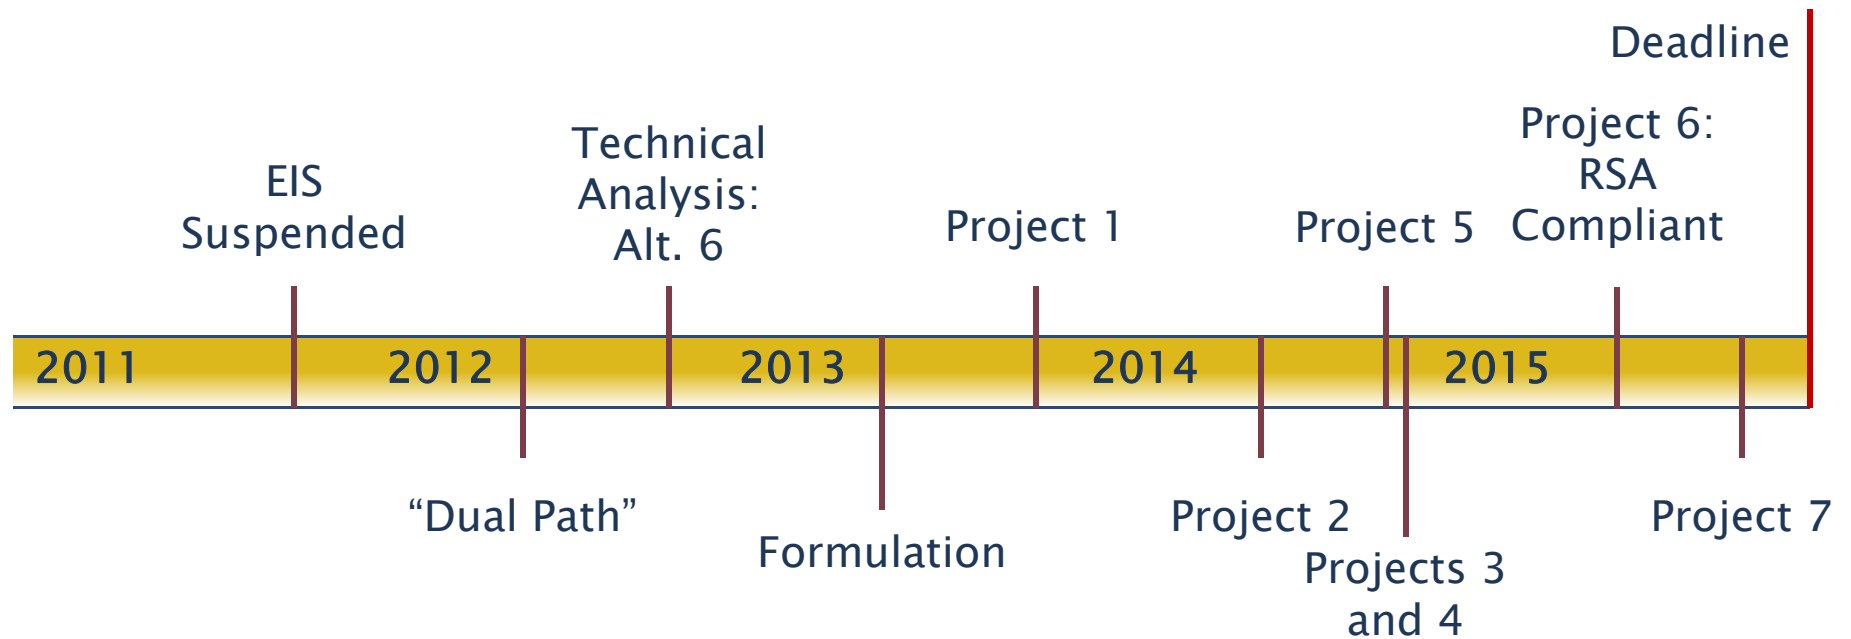 Deadline
Project 6:
RSA
Compliant
Technical
Analysis:
Alt. 6
EIS
Suspended
Project 1
Project 5
2011
2012
2013
2014
2015
“Dual Path”
Formulation
Project 2
Projects 3
and 4
Project 7